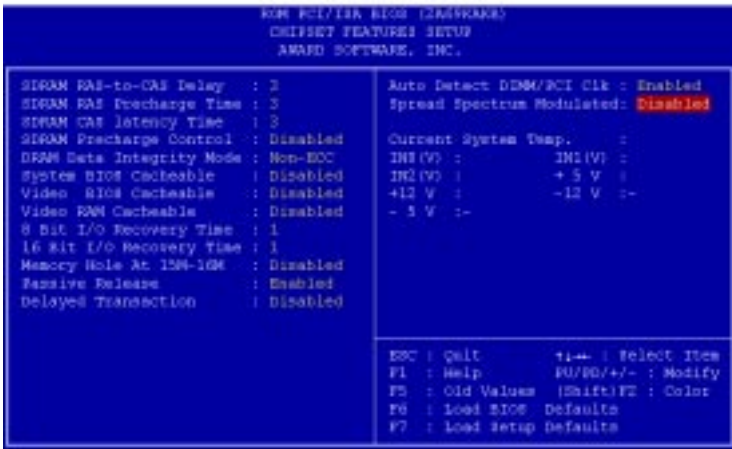 ROM PCI/ISA BIOS (2A69KAKB)
CHIPSET FEATURES SETUP
AWARD SOFTWARE, INC.
SDRAM RAS-to-CAS Delay : 3
SDRAM RAS Precharge Time : 3
SDRAM CAS latency Time : 3
SDRAM Precharge Control : Disabled
DRAM Data Integrity Mode : Non-ECC
System BIOS Cacheable : Disabled
Video BIOS Cacheable : Disabled
Video RAM Cacheable : Disabled
8 Bit I/O Recovery Time : 1
16 Bit I/O Recovery Time : 1
Memory Hole At 15M-16M : Disabled
Passive Release : Enabled
Delayed Transaction : Disabled
Auto Detect DIMM/PCI Clk : Enabled
Spread Spectrum Modulated: Disabled
Current System Temp. :
IN0(V) : IN1(V) :
IN2(V) : + 5 V :
+12 V : -12 V :-
- 5 V :-
ESC : Quit ↑↓→← : Select Item
F1 : Help PU/PD/+/- : Modify
F5 : Old Values (Shift)F2 : Color
F6 : Load BIOS Defaults
F7 : Load Setup Defaults